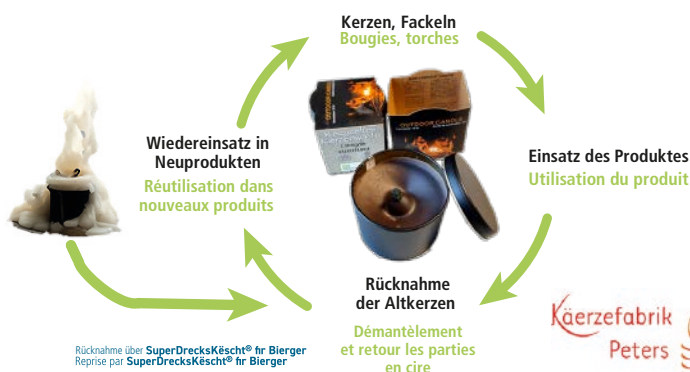 Kerzen, Fackeln
Bougies, torches
Wiedereinsatz in
Neuprodukten
Réutilisation dans
nouveaux produits
OUTDOOR CANDLE
Einsatz des Produktes
Utilisation du produit
Rücknahme
der Altkerzen
Démantèlement
et retour les parties
en cire
Rücknahme über SuperDrecksKëscht® fir Bierger
Reprise par SuperDrecksKëscht® fir Bierger
Käerzefabrik
Peters